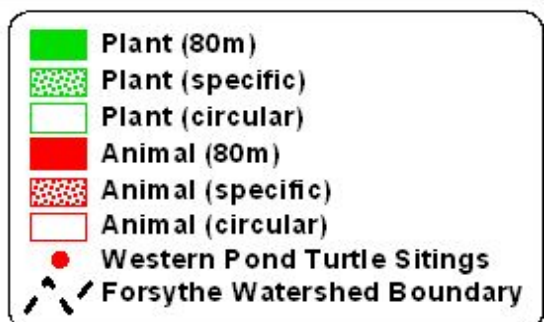 Plant (80m)
Plant (specific)
Plant (circular)
Animal (80m)
Animal (specific)
Animal (circular)
Western Pond Turtle Sitings
Forsythe Watershed Boundary